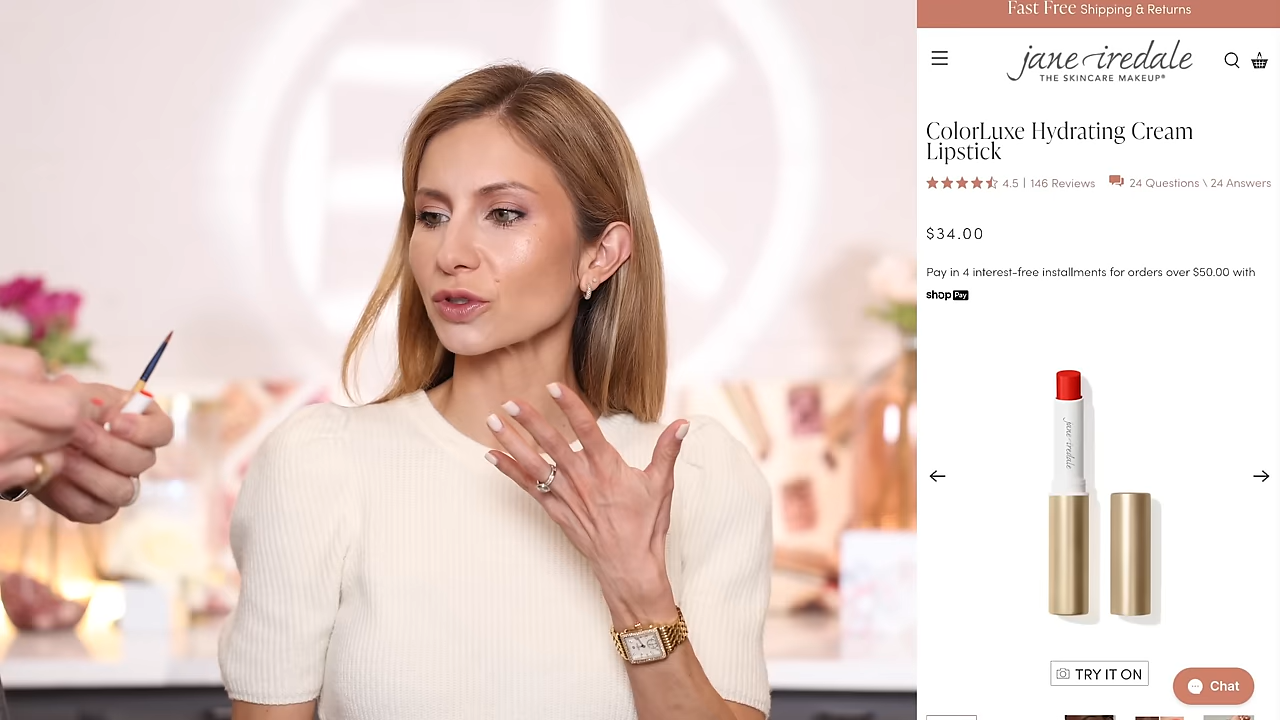 Fast Free Shipping & Returns
jane iredale
THE SKINCARE MAKEUP®
ColorLuxe Hydrating Cream
Lipstick
4.5 | 146 Reviews
24 Questions \ 24 Answers
$34.00
Pay in 4 interest-free installments for orders over $50.00 with
shop Pay
jane iredale
TRY IT ON
Chat